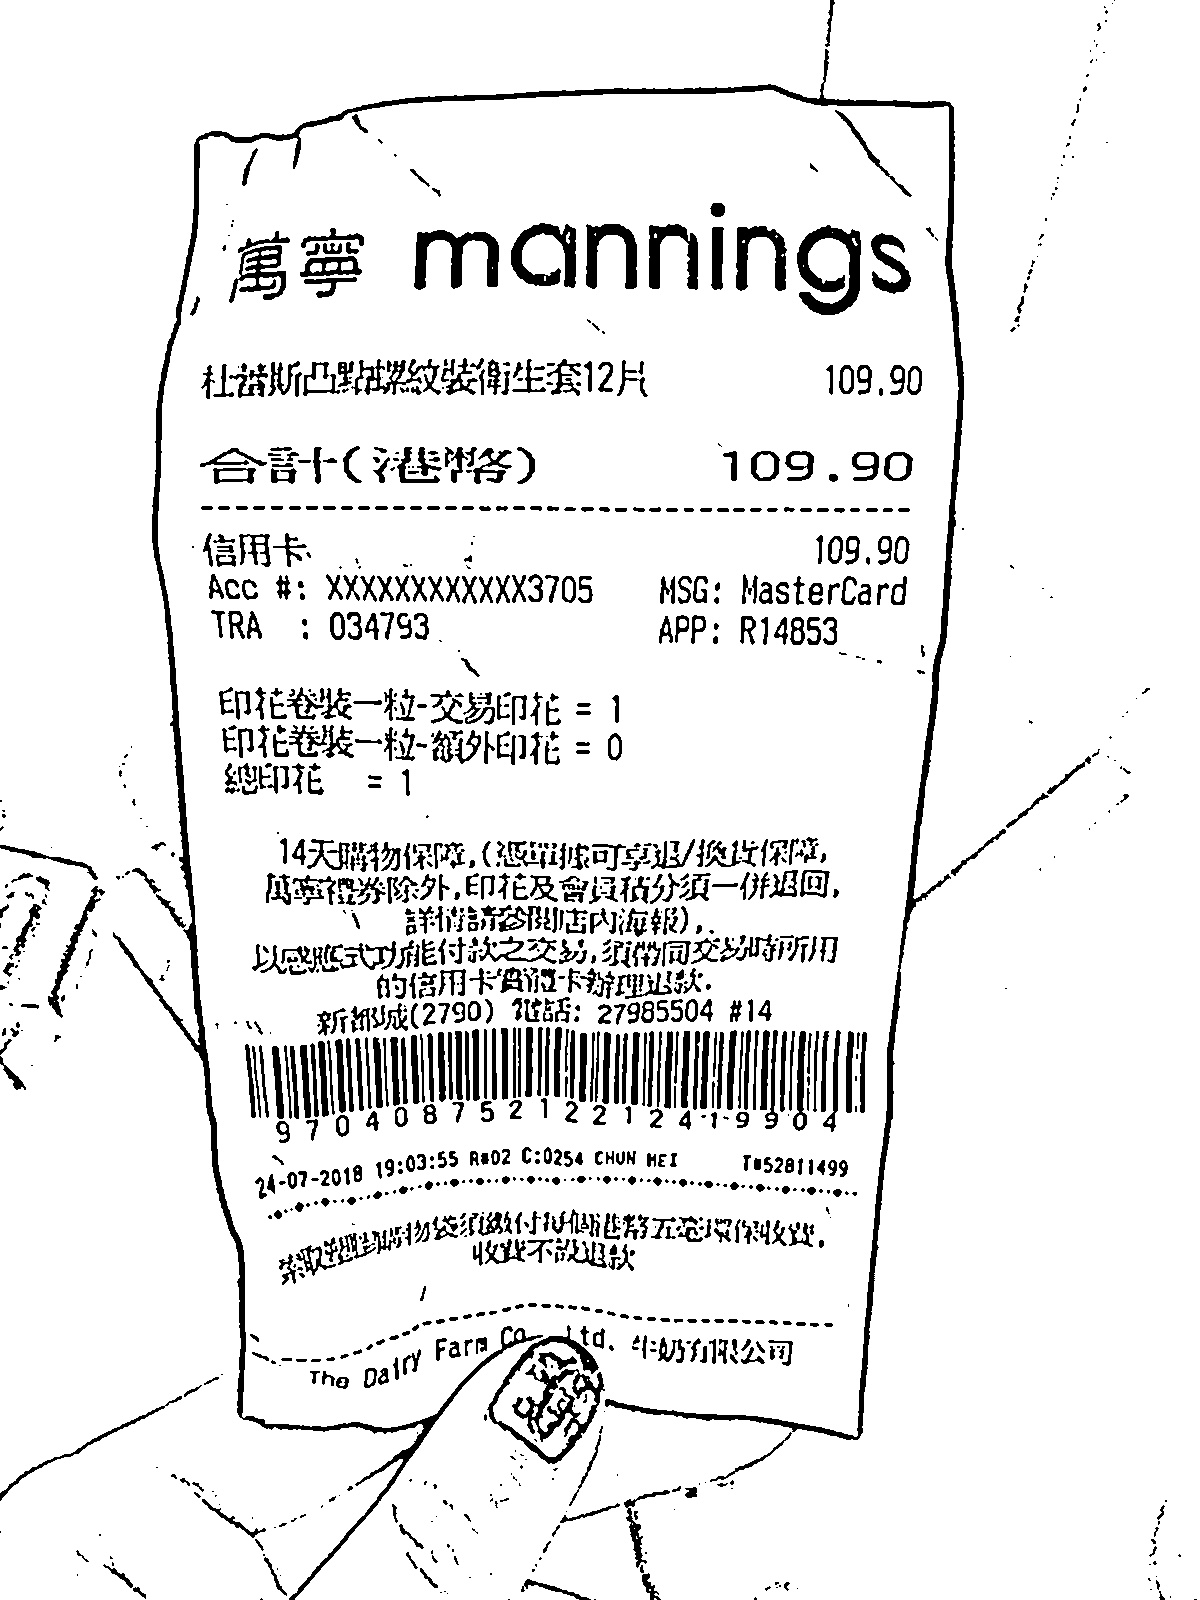 萬寧 mannings
杜蕾斯凸點螺紋裝衛生套12片 109.90
合計(港幣) 109.90
信用卡 109.90
Acc #: XXXXXXXXXXXX3705 MSG: MasterCard
TRA : 034793 APP: R14853
印花卷裝一粒-交易印花 = 1
印花卷裝一粒-額外印花 = 0
總印花 = 1
14天購物保障,(憑單據可享退/換貨保障,
萬寧禮券除外,印花及會員積分須一併退回,
詳情請參閱店內海報),.
以感應式功能付款之交易,須帶同交易時所用
的信用卡實體卡辦理退款.
新都城(2790) 電話: 27985504 #14
97040875212212419904
24-07-2018 19:03:55 R#02 C:0254 CHUN MEI T#52811499
索取塑膠購物袋須繳付每個港幣五毫環保收費,
收費不設退款
The Dairy Farm Co Ltd. 牛奶有限公司